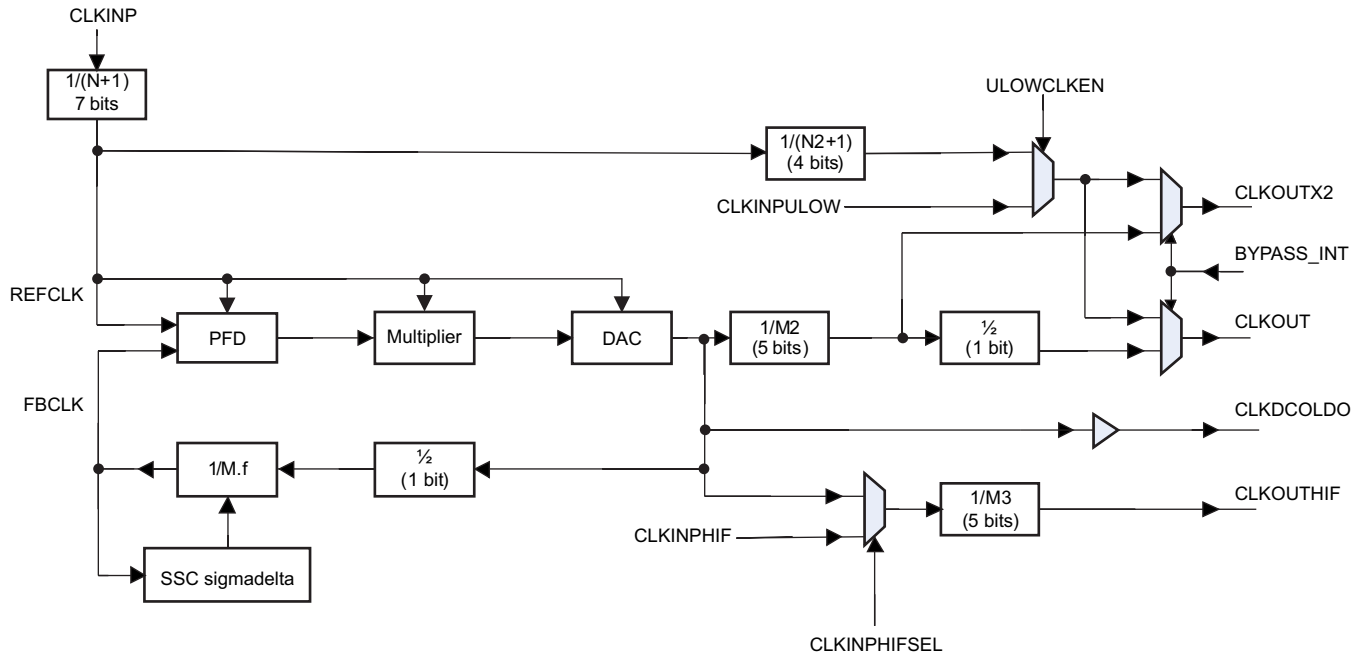 CLKINP
1/(N+1)
7 bits
ULOWCLKEN
1/(N2+1)
(4 bits)
CLKINPULOW
CLKOUTX2
BYPASS_INT
REFCLK
PFD
Multiplier
DAC
1/M2
(5 bits)
½
(1 bit)
CLKOUT
FBCLK
CLKDCOLDO
1/M.f
½
(1 bit)
1/M3
(5 bits)
CLKOUTHIF
CLKINPHIF
SSC sigmadelta
CLKINPHIFSEL